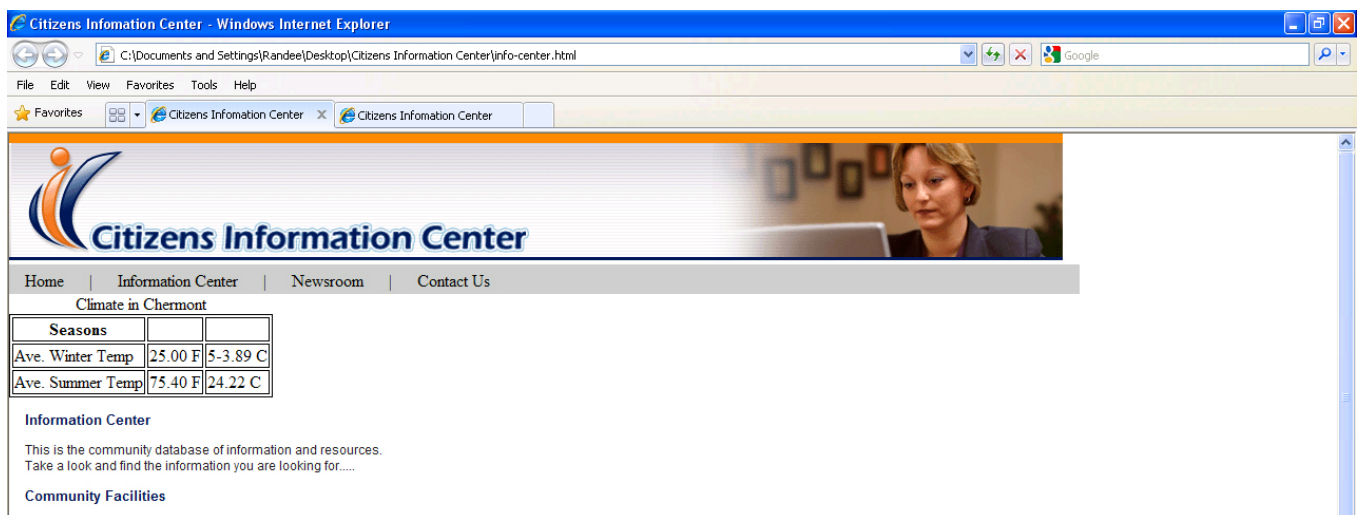 Citizens Infomation Center - Windows Internet Explorer
C:\Documents and Settings\Randee\Desktop\Citizens Information Center\info-center.html Google
File Edit View Favorites Tools Help
Favorites Citizens Infomation Center X Citizens Infomation Center
Citizens Information Center
Home | Information Center | Newsroom | Contact Us
Climate in Chermont
Seasons
Ave. Winter Temp 25.00 F 5-3.89 C
Ave. Summer Temp 75.40 F 24.22 C
Information Center
This is the community database of information and resources.
Take a look and find the information you are looking for.....
Community Facilities